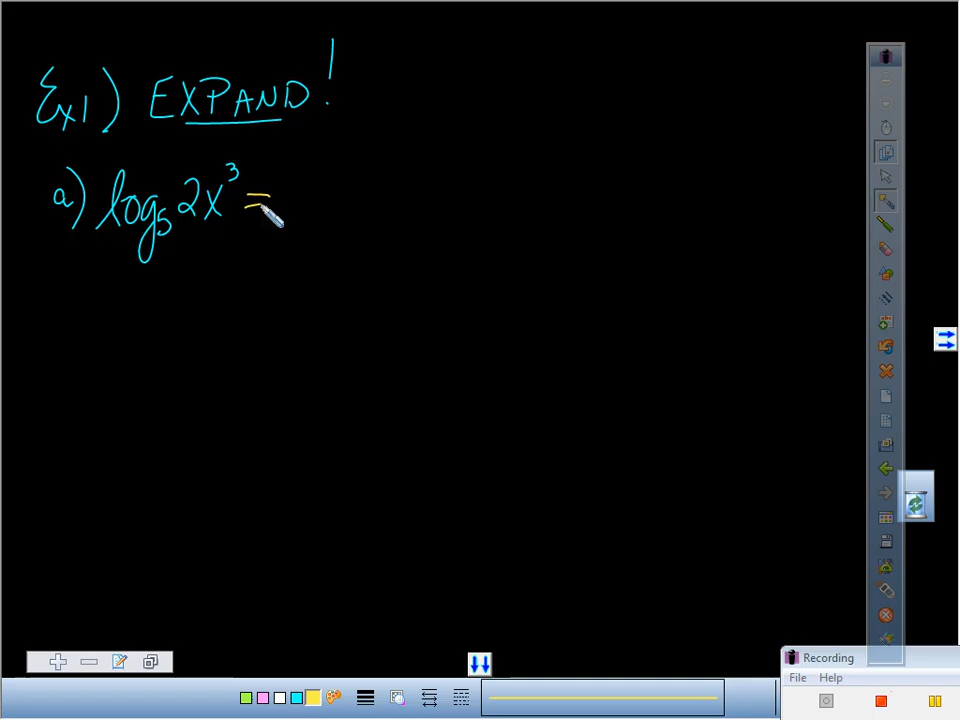 Ex1) EXPAND!
a) log₅ 2x³ =
Recording
File Help